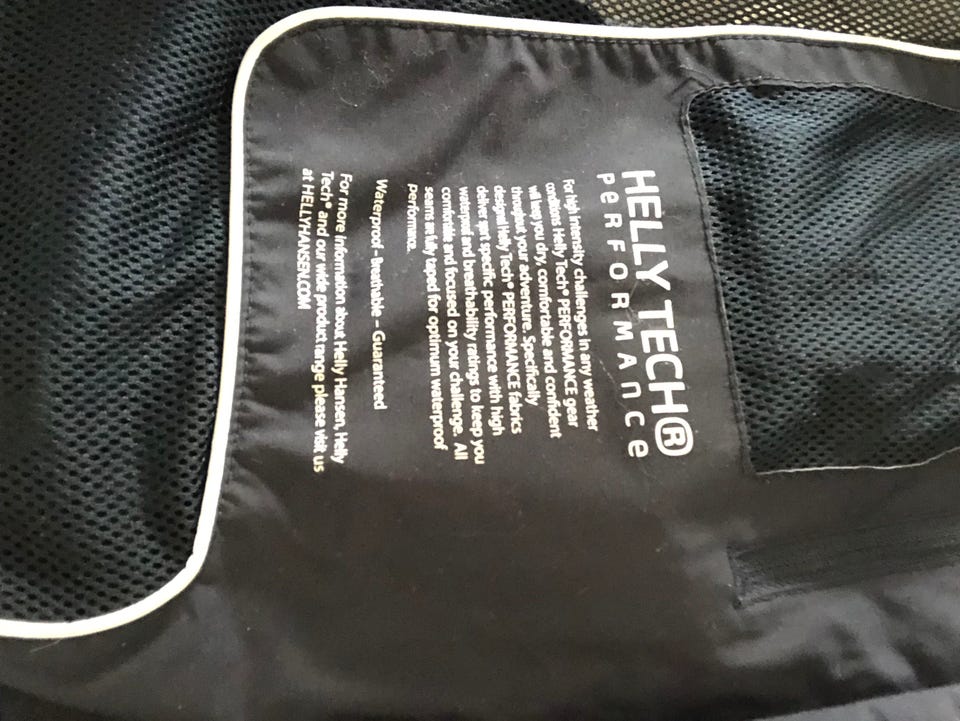 HELLY TECH®
PERFORMAnce
For high intensity challenges in any weather
conditions Helly Tech® PERFORMANCE gear
will keep you dry, comfortable and confident
throughout your adventure. Specifically
designed Helly Tech® PERFORMANCE fabrics
deliver sport specific performance with high
waterproof and breathability ratings to keep you
comfortable and focused on your challenge. All
seams are fully taped for optimum waterproof
performance.
Waterproof - Breathable - Guaranteed
For more information about Helly Hansen, Helly
Tech® and our wide product range please visit us
at HELLYHANSEN.COM